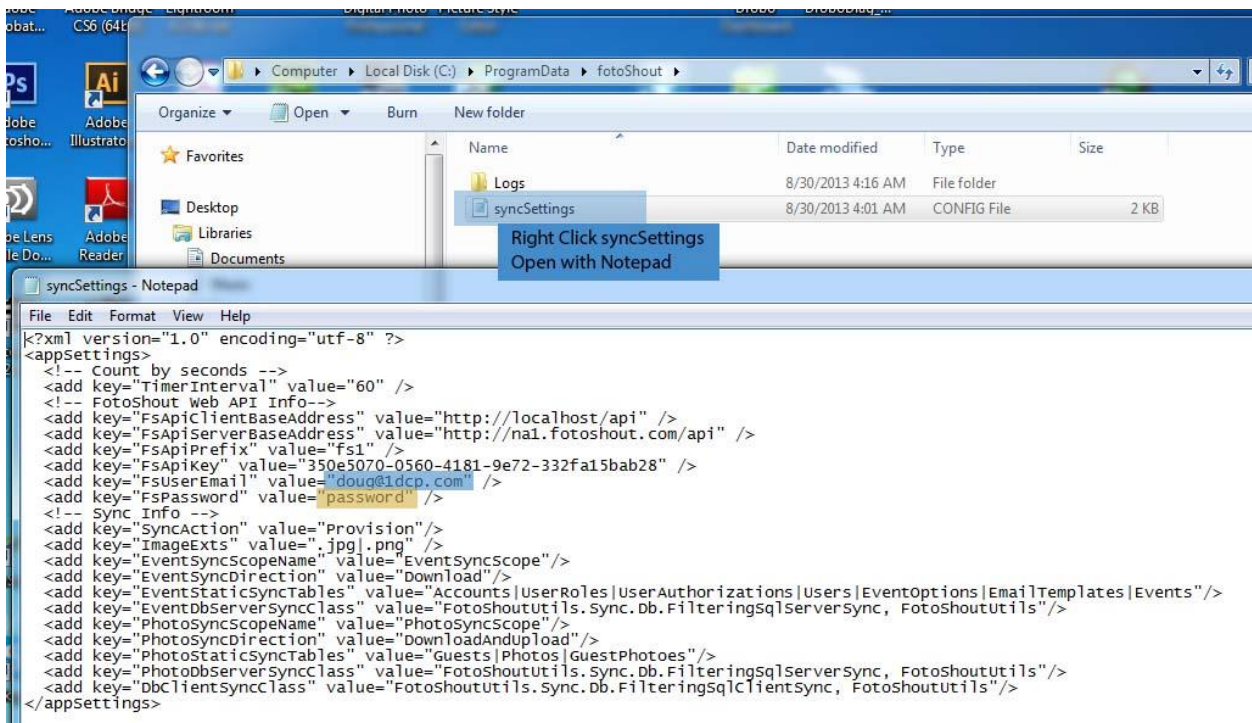 obat...
CS6 (64b
Computer ▸ Local Disk (C:) ▸ ProgramData ▸ fotoShout ▸
Organize Open Burn New folder
Ps
Ai
Adobe
Illustrato
Favorites
Desktop
Libraries
Documents
Adobe
Reader
Name Date modified Type Size
Logs 8/30/2013 4:16 AM File folder
syncSettings 8/30/2013 4:01 AM CONFIG File 2 KB
Right Click syncSettings
Open with Notepad
syncSettings - Notepad
File Edit Format View Help
<?xml version="1.0" encoding="utf-8" ?>
<appSettings>
<!-- Count by seconds -->
<add key="TimerInterval" value="60" />
<!-- FotoShout Web API Info-->
<add key="FsApiClientBaseAddress" value="http://localhost/api" />
<add key="FsApiServerBaseAddress" value="http://na1.fotoshout.com/api" />
<add key="FsApiPrefix" value="fs1" />
<add key="FsApiKey" value="350e5070-0560-4181-9e72-332fa15bab28" />
<add key="FsUserEmail" value="doug@1dcp.com" />
<add key="FsPassword" value="password" />
<!-- Sync Info -->
<add key="SyncAction" value="Provision"/>
<add key="ImageExts" value=".jpg|.png" />
<add key="EventSyncScopeName" value="EventSyncScope"/>
<add key="EventSyncDirection" value="Download"/>
<add key="EventStaticSyncTables" value="Accounts|UserRoles|UserAuthorizations|Users|EventOptions|EmailTemplates|Events"/>
<add key="EventDbServerSyncClass" value="FotoShoutUtils.Sync.Db.FilteringSqlServerSync, FotoShoutUtils"/>
<add key="PhotoSyncScopeName" value="PhotoSyncScope"/>
<add key="PhotoSyncDirection" value="DownloadAndUpload"/>
<add key="PhotoStaticSyncTables" value="Guests|Photos|GuestPhotoes"/>
<add key="PhotoDbServerSyncClass" value="FotoShoutUtils.Sync.Db.FilteringSqlServerSync, FotoShoutUtils"/>
<add key="DbClientSyncClass" value="FotoShoutUtils.Sync.Db.FilteringSqlClientSync, FotoShoutUtils"/>
</appSettings>